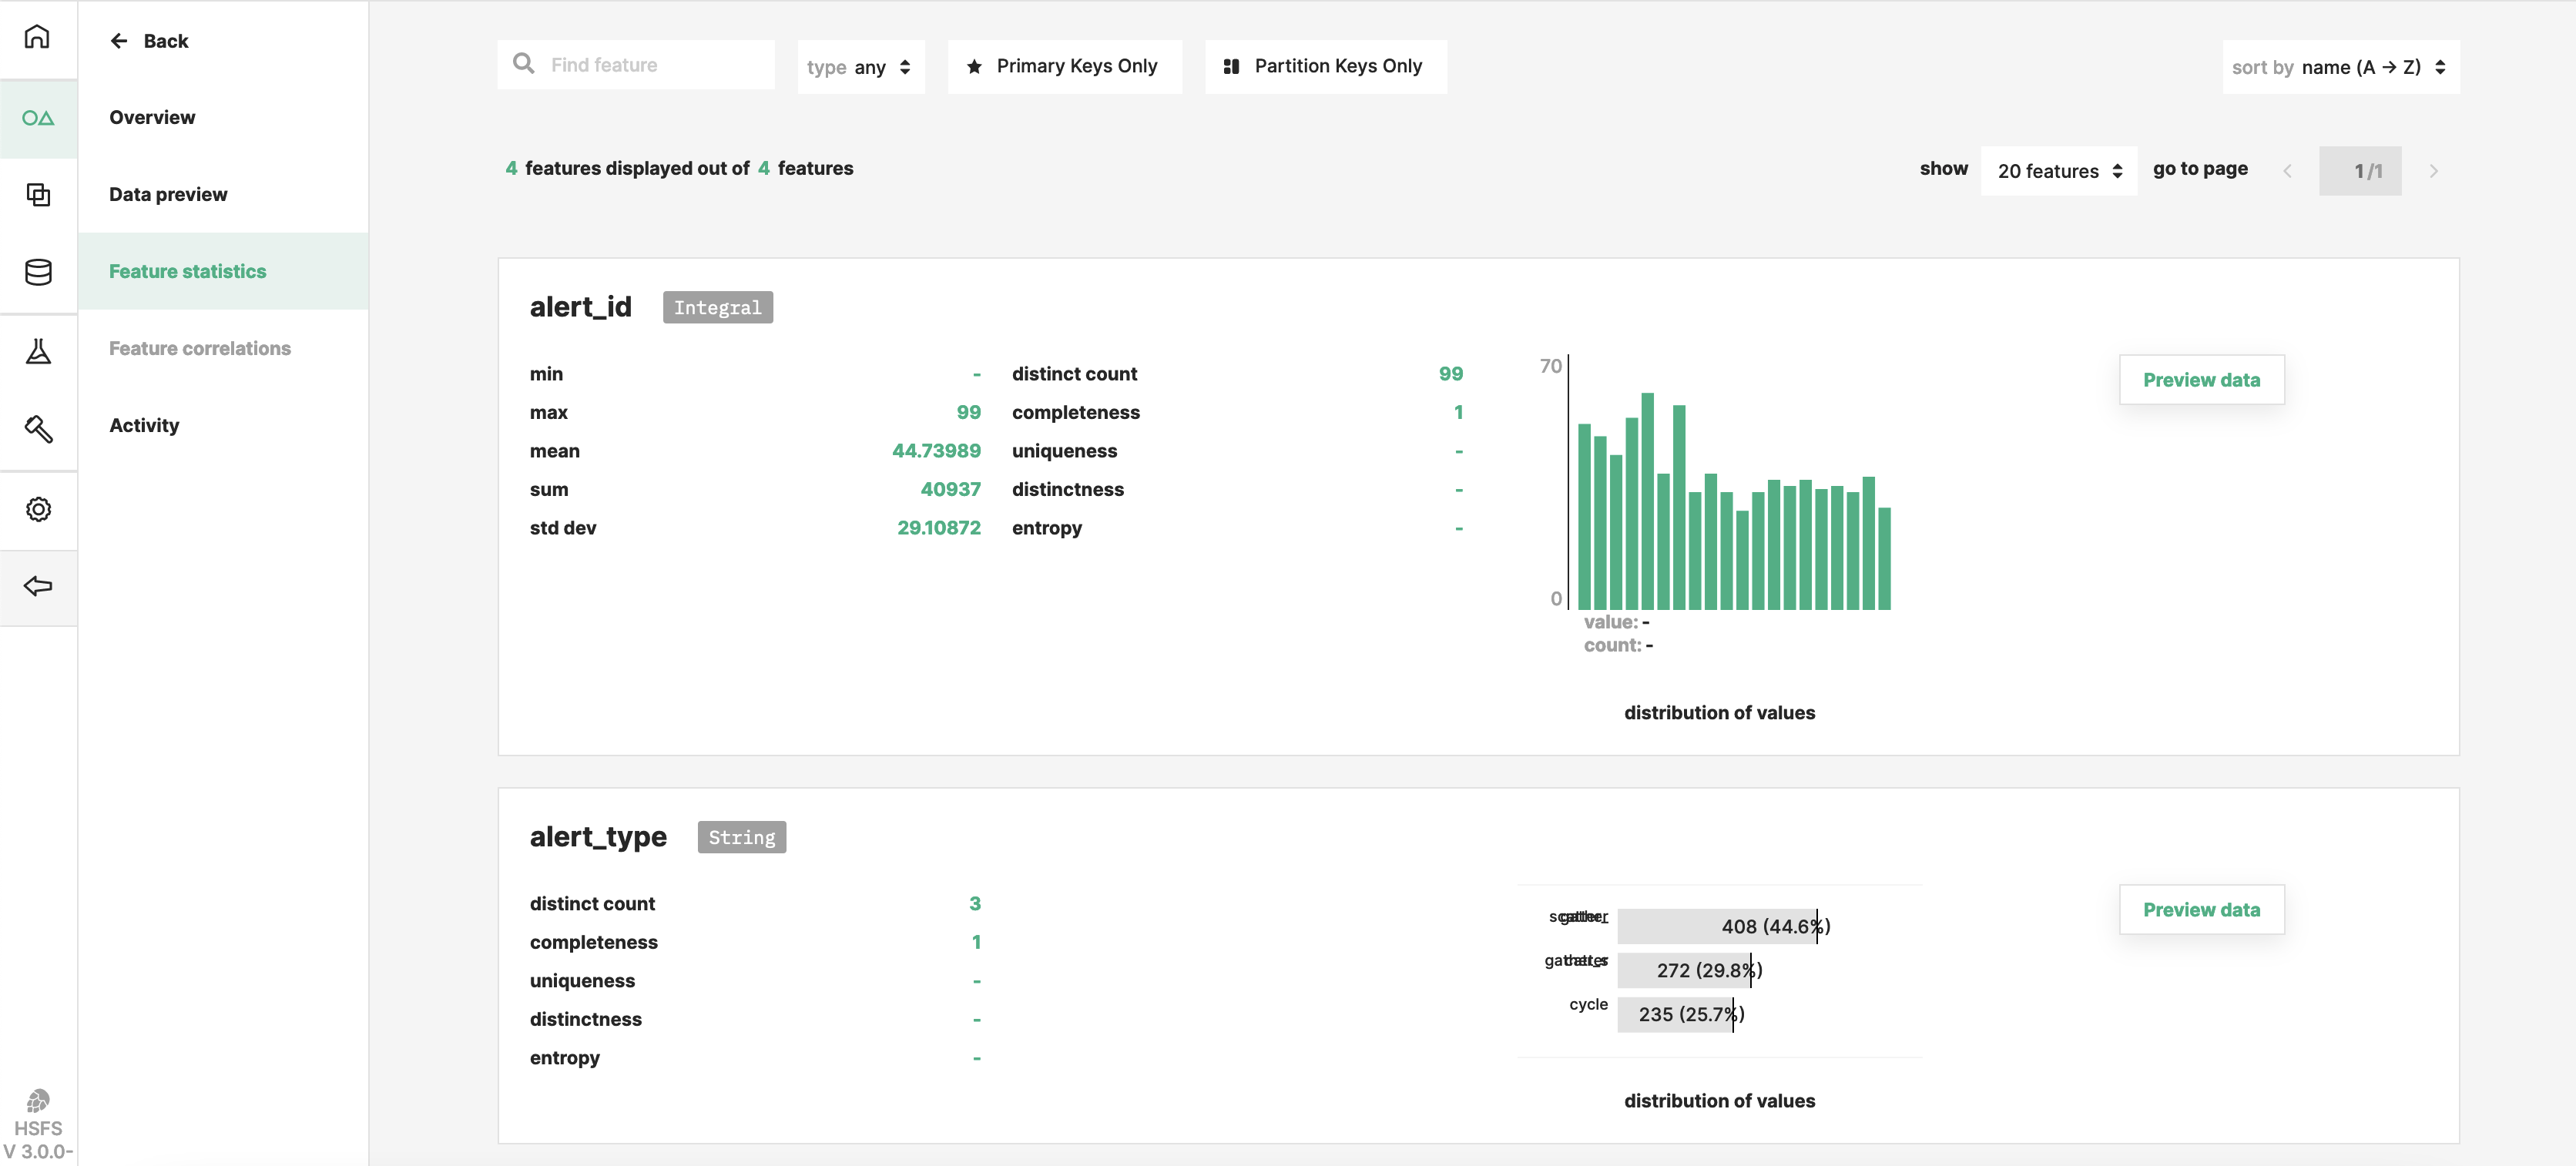 Back
Overview
Data preview
Feature statistics
Feature correlations
Activity
HSFS
V 3.0.0-
Find feature
type any
Primary Keys Only
Partition Keys Only
sort by name (A → Z)
4 features displayed out of 4 features
show 20 features go to page 1/1
alert_id Integral
min -
max 99
mean 44.73989
sum 40937
std dev 29.10872
distinct count 99
completeness 1
uniqueness -
distinctness -
entropy -
70
0
value: -
count: -
distribution of values
Preview data
alert_type String
distinct count 3
completeness 1
uniqueness -
distinctness -
entropy -
408 (44.6%)
272 (29.8%)
cycle 235 (25.7%)
distribution of values
Preview data